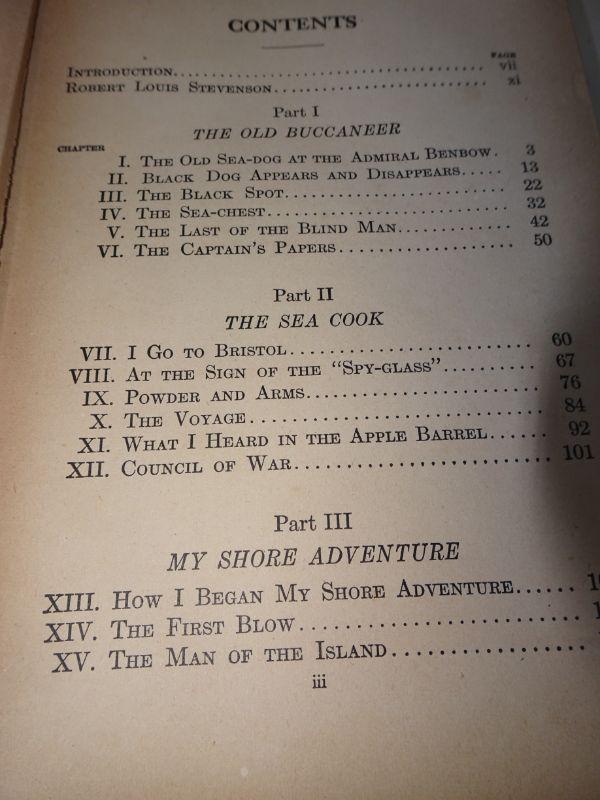 CONTENTS
PAGE
INTRODUCTION........................................ vii
ROBERT LOUIS STEVENSON............................ xi
Part I
THE OLD BUCCANEER
CHAPTER
I. THE OLD SEA-DOG AT THE ADMIRAL BENBOW. 3
II. BLACK DOG APPEARS AND DISAPPEARS..... 13
III. THE BLACK SPOT........................ 22
IV. THE SEA-CHEST.......................... 32
V. THE LAST OF THE BLIND MAN............ 42
VI. THE CAPTAIN'S PAPERS.................. 50
Part II
THE SEA COOK
VII. I GO TO BRISTOL......................... 60
VIII. AT THE SIGN OF THE "SPY-GLASS".......... 67
IX. POWDER AND ARMS....................... 76
X. THE VOYAGE............................ 84
XI. WHAT I HEARD IN THE APPLE BARREL...... 92
XII. COUNCIL OF WAR......................... 101
Part III
MY SHORE ADVENTURE
XIII. HOW I BEGAN MY SHORE ADVENTURE......
XIV. THE FIRST BLOW........................
XV. THE MAN OF THE ISLAND.................
iii